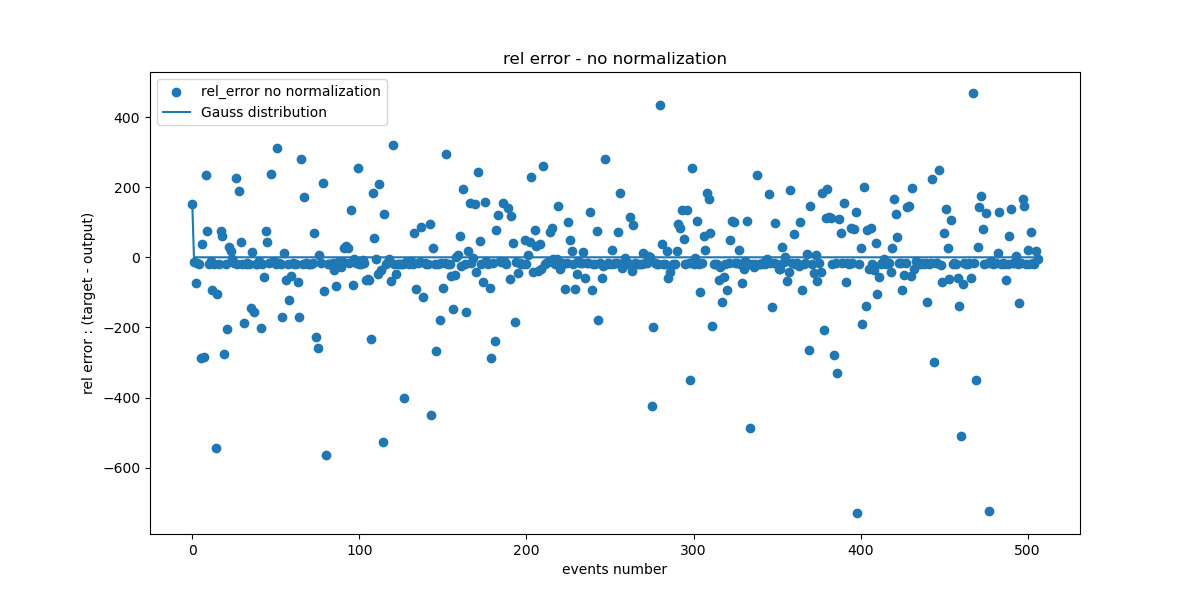 rel error - no normalization
rel_error no normalization
Gauss distribution
rel error : (target - output)
400
200
0
−200
−400
−600
0 100 200 300 400 500
events number